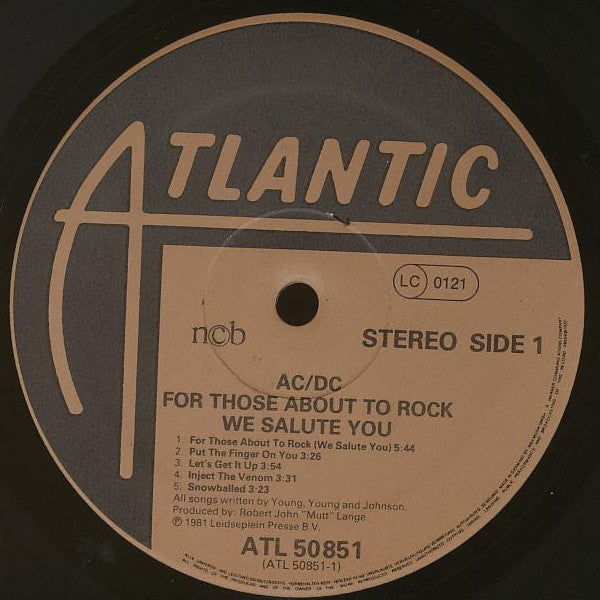 ATLANTIC
LC 0121
n©b
STEREO SIDE 1
AC/DC
FOR THOSE ABOUT TO ROCK
WE SALUTE YOU
1. For Those About To Rock (We Salute You) 5:44
2. Put The Finger On You 3:26
3. Let's Get It Up 3:54
4. Inject The Venom 3:31
5. Snowballed 3:23
All songs written by Young, Young and Johnson.
Produced by: Robert John "Mutt" Lange
℗ 1981 Leidseplein Presse B.V.
ATL 50851
(ATL 50851-1)